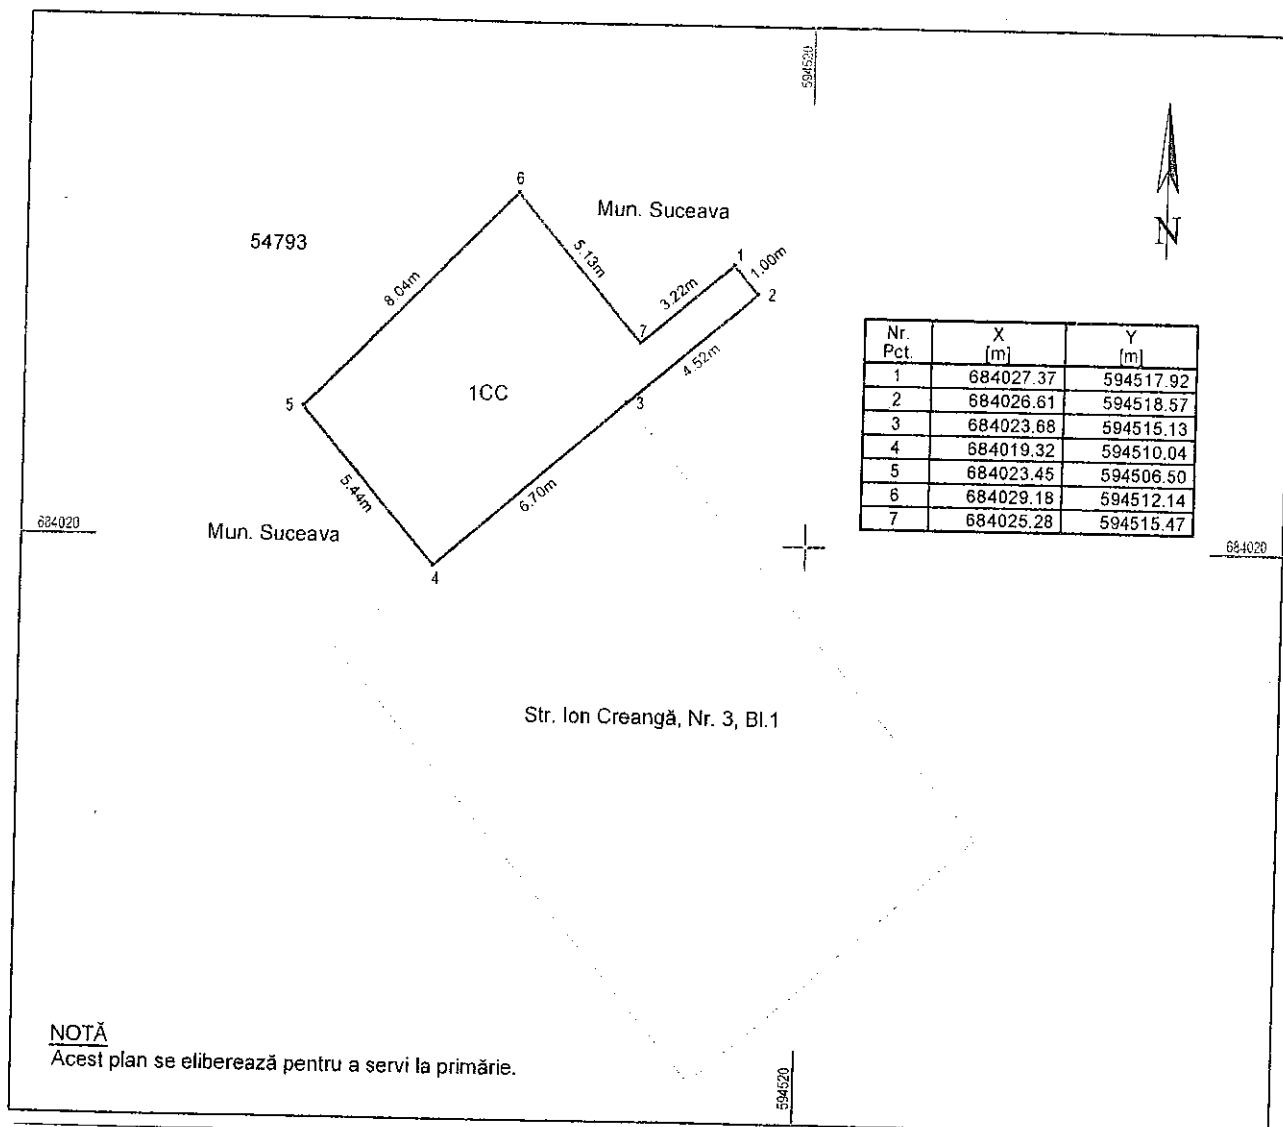 594520
N
6
Mun. Suceava
54793
5.13m
1
1.00m
8.04m
3.22m
2
7
4.52m
5
1CC
3
5.44m
6.70m
Mun. Suceava
4
684020
684020
Nr. Pct. X [m] Y [m]
1 684027.37 594517.92
2 684026.61 594518.57
3 684023.68 594515.13
4 684019.32 594510.04
5 684023.45 594506.50
6 684029.18 594512.14
7 684025.28 594515.47
Str. Ion Creangă, Nr. 3, Bl.1
NOTĂ
Acest plan se eliberează pentru a servi la primărie.
594520